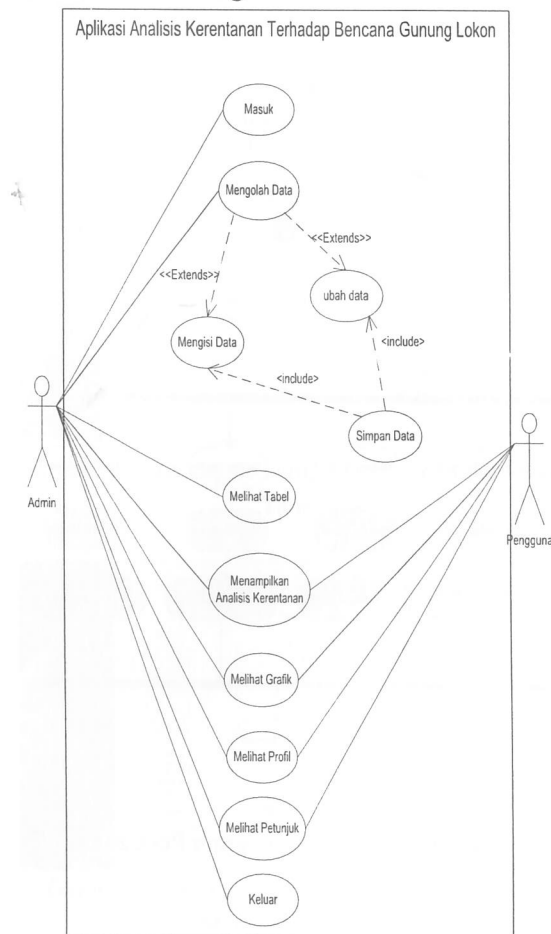 Aplikasi Analisis Kerentanan Terhadap Bencana Gunung Lokon
Masuk
Mengolah Data
<<Extends>>
<<Extends>>
ubah data
Mengisi Data
<include>
<include>
Simpan Data
Admin
Pengguna
Melihat Tabel
Menampilkan
Analisis Kerentanan
Melihat Grafik
Melihat Profil
Melihat Petunjuk
Keluar